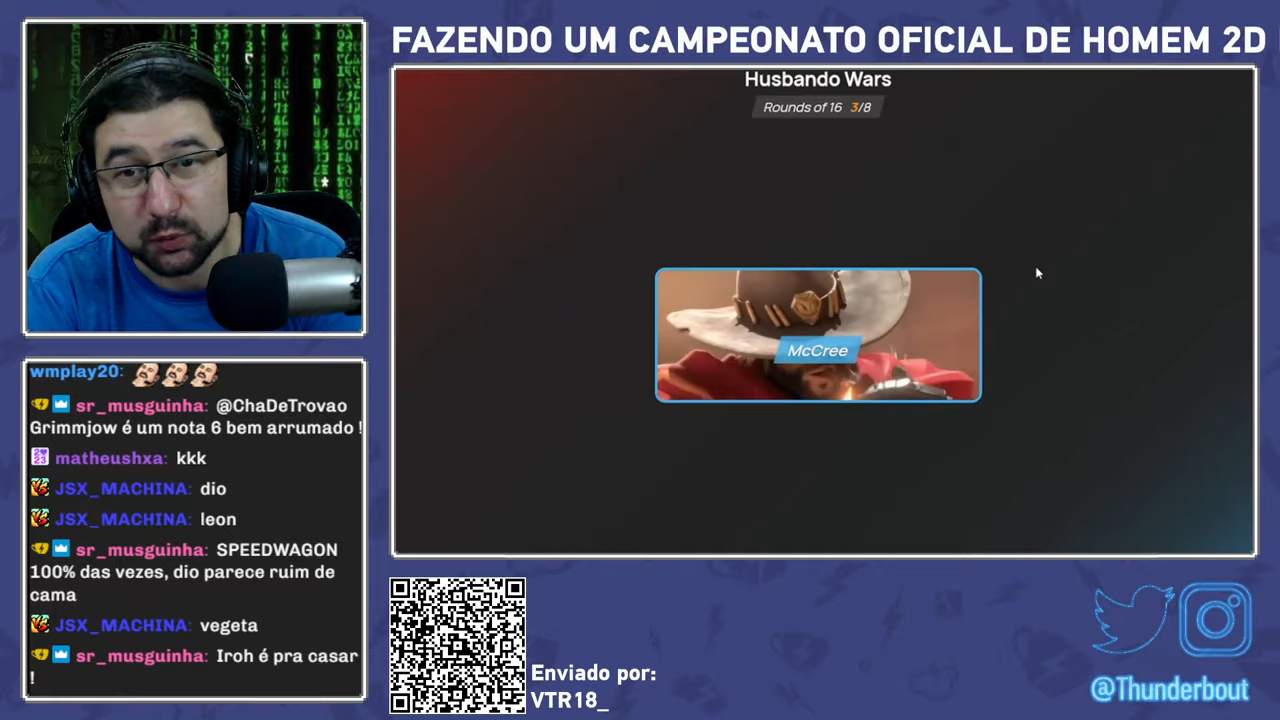 FAZENDO UM CAMPEONATO OFICIAL DE HOMEM 2D
Husbando Wars
Rounds of 16 3/8
McCree
wmplay20:
sr_musguinha: @ChaDeTrovao
Grimmjow é um nota 6 bem arrumado !
matheushxa: kkk
JSX_MACHINA: dio
JSX_MACHINA: leon
sr_musguinha: SPEEDWAGON
100% das vezes, dio parece ruim de
cama
JSX_MACHINA: vegeta
sr_musguinha: Iroh é pra casar
!
Enviado por:
VTR18_
@Thunderbout